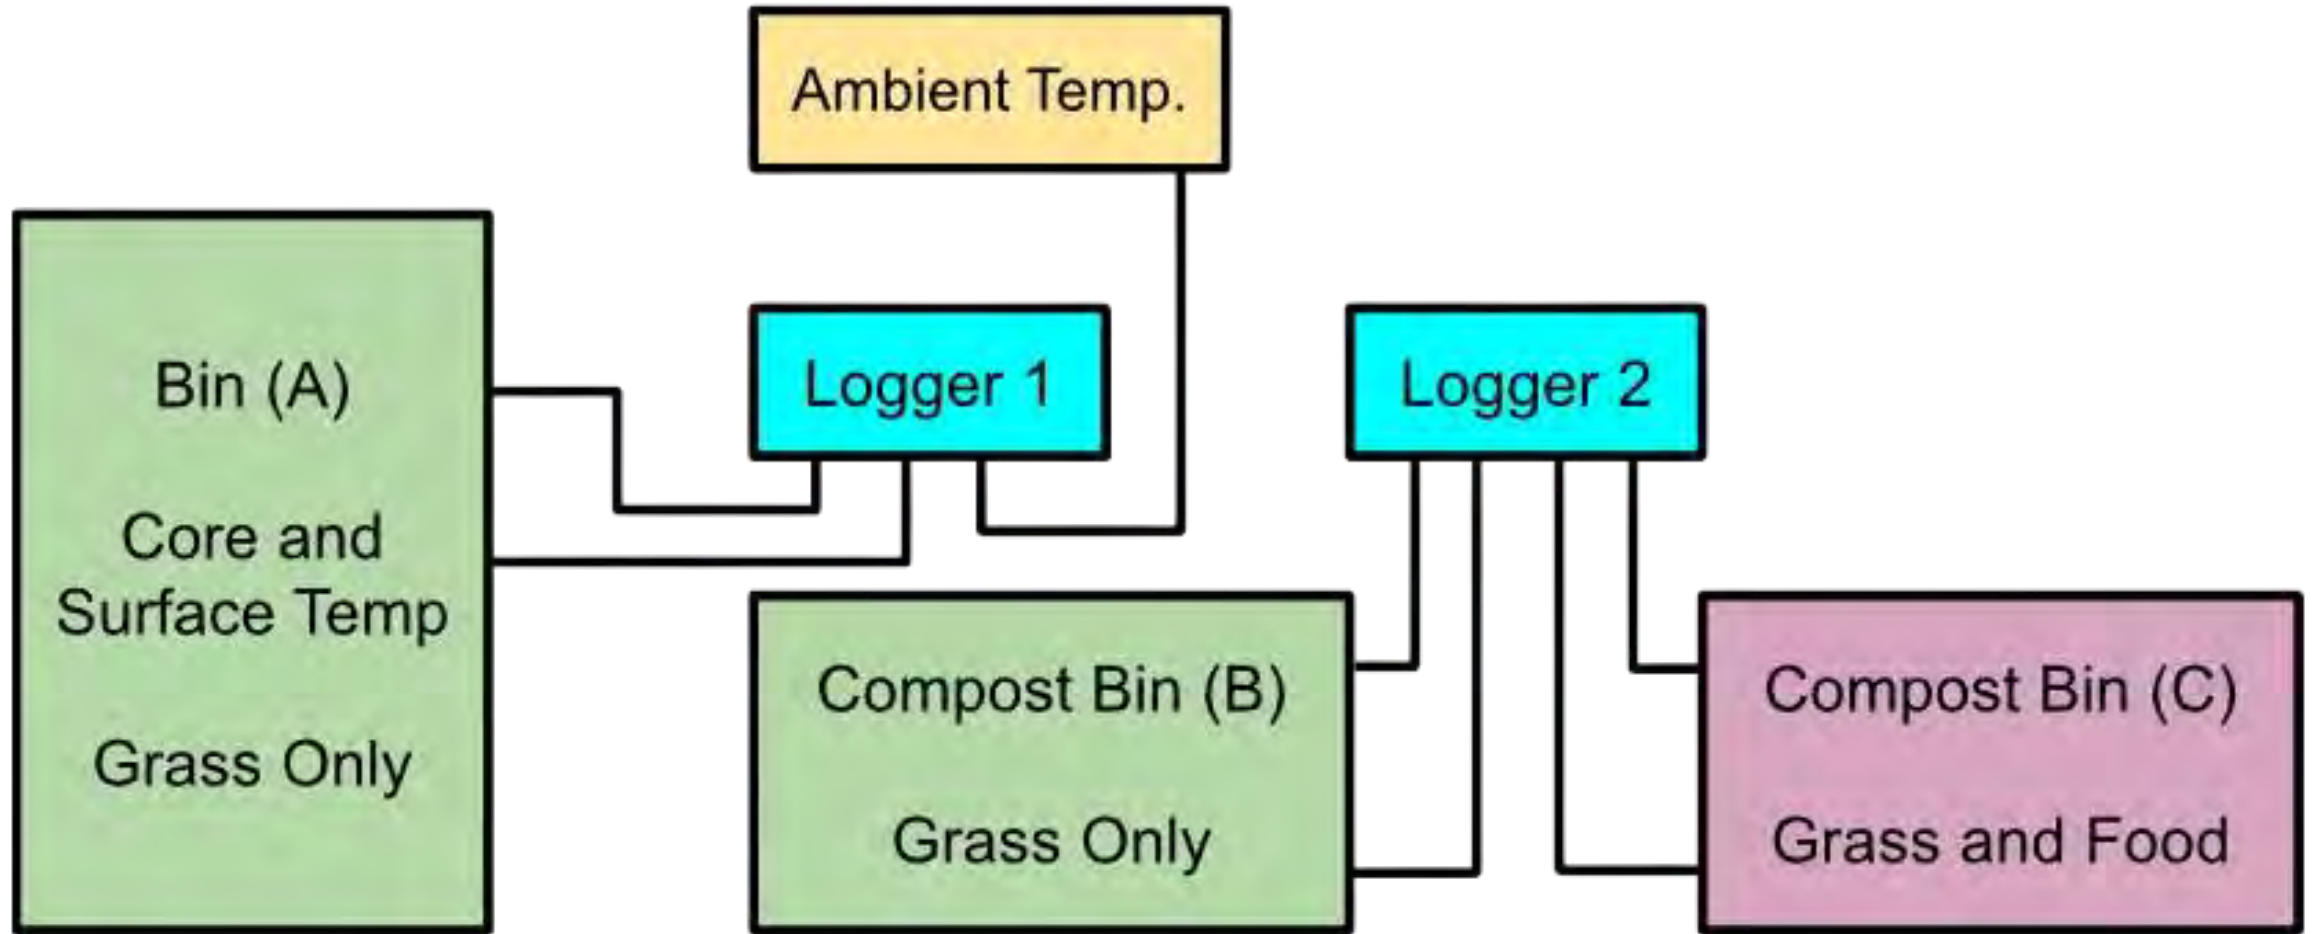 Ambient Temp.
Bin (A)
Core and
Surface Temp
Grass Only
Logger 1
Logger 2
Compost Bin (B)
Grass Only
Compost Bin (C)
Grass and Food